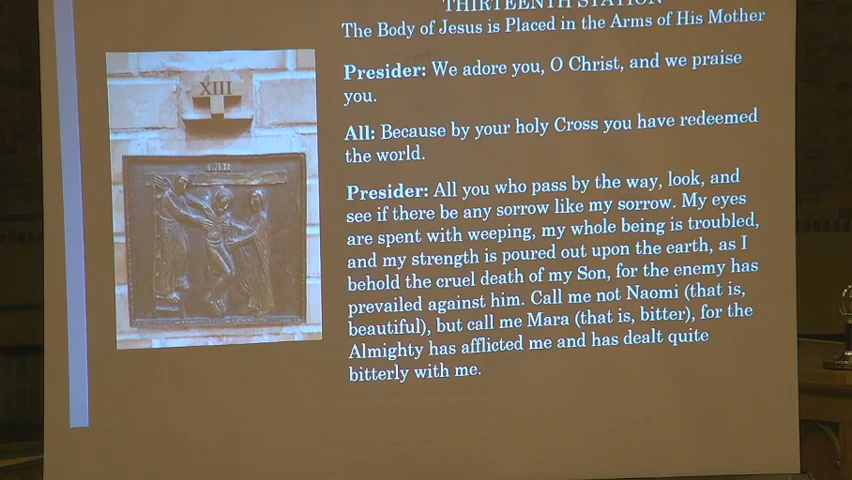 THIRTEENTH STATION
The Body of Jesus is Placed in the Arms of His Mother
Presider: We adore you, O Christ, and we praise
you.
All: Because by your holy Cross you have redeemed
the world.
Presider: All you who pass by the way, look, and
see if there be any sorrow like my sorrow. My eyes
are spent with weeping, my whole being is troubled,
and my strength is poured out upon the earth, as I
behold the cruel death of my Son, for the enemy has
prevailed against him. Call me not Naomi (that is,
beautiful), but call me Mara (that is, bitter), for the
Almighty has afflicted me and has dealt quite
bitterly with me.
XIII
INRI